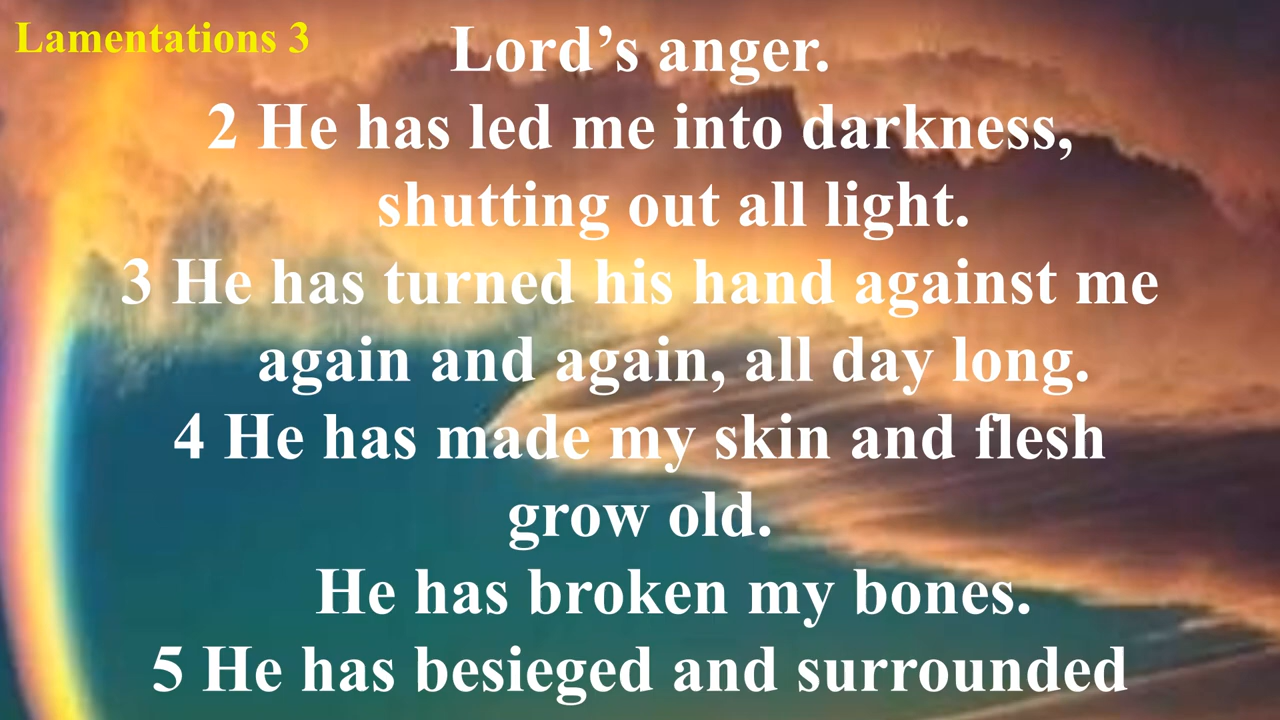 Lamentations 3
Lord’s anger.
2 He has led me into darkness,
shutting out all light.
3 He has turned his hand against me
again and again, all day long.
4 He has made my skin and flesh
grow old.
He has broken my bones.
5 He has besieged and surrounded